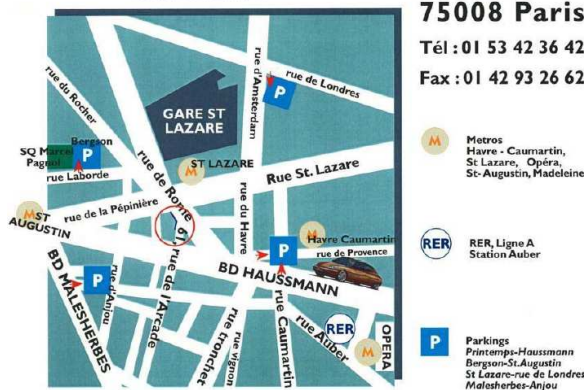 75008 Paris
Tél : 01 53 42 36 42
Fax : 01 42 93 26 62
M
Metros
Havre - Caumartin,
St Lazare, Opéra,
St-Augustin, Madeleine
RER
RER, Ligne A
Station Auber
P
Parkings
Printemps-Haussmann
Bergson-St.Augustin
St Lazare-rue de Londres
Malesherbes-Anjou
rue du Rocher
rue d'Amsterdam
rue de Londres
P
GARE ST
LAZARE
Bergson
SQ Marcel
Pagnol
P
rue Laborde
rue de Rome
M
ST LAZARE
Rue St. Lazare
rue de la Pépinière
M
ST
AUGUSTIN
67,
rue de l'Arcade
rue du Havre
M
Havre Caumartin
rue de Provence
P
BD HAUSSMANN
BD MALESHERBES
P
rue d'Anjou
rue tronchet
rue vignon
rue Caumartin
rue Auber
RER
OPERA
M